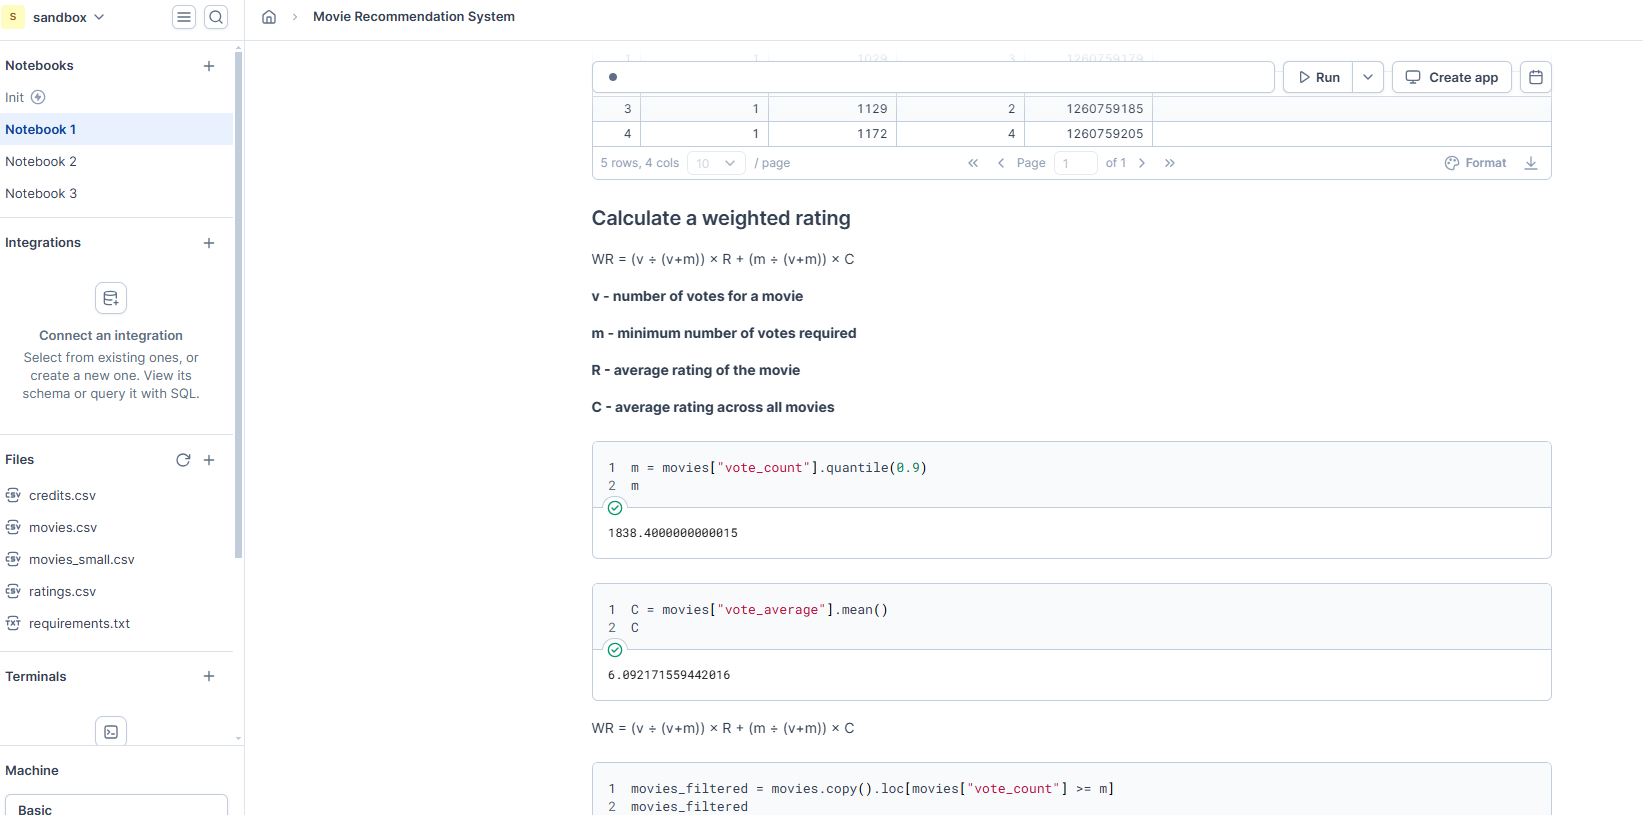 S sandbox
Movie Recommendation System
Notebooks
Init
Notebook 1
Notebook 2
Notebook 3
Integrations
Connect an integration
Select from existing ones, or
create a new one. View its
schema or query it with SQL.
Files
credits.csv
movies.csv
movies_small.csv
ratings.csv
requirements.txt
Terminals
Machine
Basic
1 1 1029 3 1260759179
Run
Create app
3 1 1129 2 1260759185
4 1 1172 4 1260759205
5 rows, 4 cols 10 / page « < Page 1 of 1 > » Format
Calculate a weighted rating
WR = (v ÷ (v+m)) × R + (m ÷ (v+m)) × C
v - number of votes for a movie
m - minimum number of votes required
R - average rating of the movie
C - average rating across all movies
1 m = movies["vote_count"].quantile(0.9)
2 m
1838.4000000000015
1 C = movies["vote_average"].mean()
2 C
6.092171559442016
WR = (v ÷ (v+m)) × R + (m ÷ (v+m)) × C
1 movies_filtered = movies.copy().loc[movies["vote_count"] >= m]
2 movies_filtered